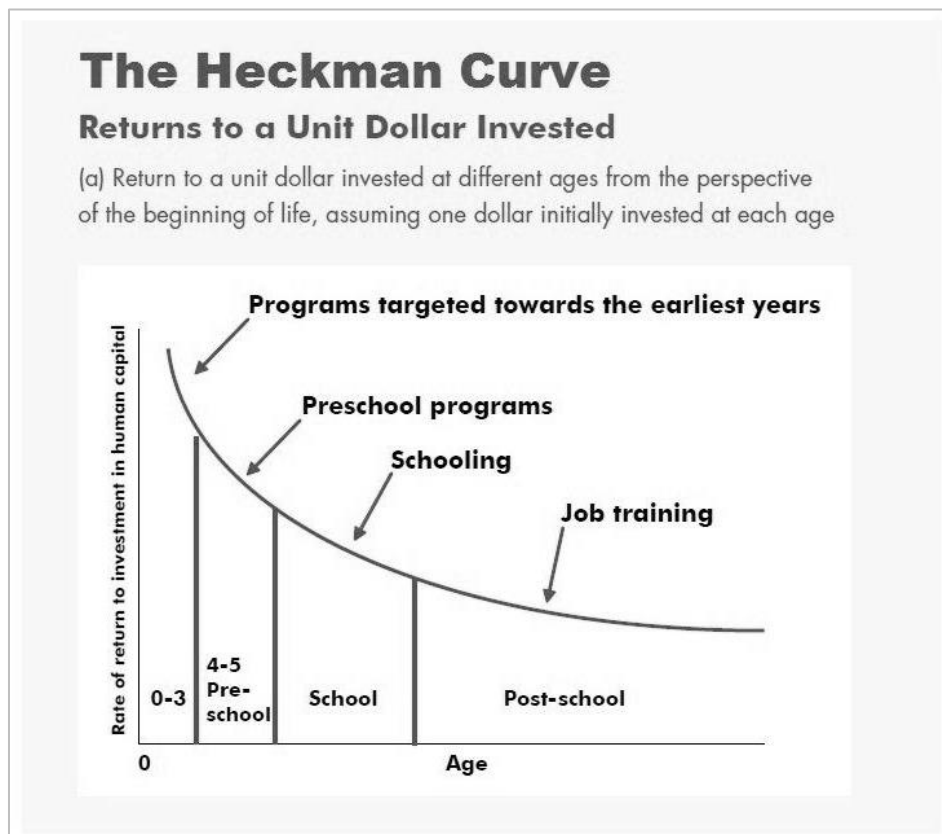 The Heckman Curve
Returns to a Unit Dollar Invested
(a) Return to a unit dollar invested at different ages from the perspective
of the beginning of life, assuming one dollar initially invested at each age
Programs targeted towards the earliest years
Preschool programs
Schooling
Job training
Rate of return to investment in human capital
0-3
4-5
Pre-
school
School
Post-school
0
Age